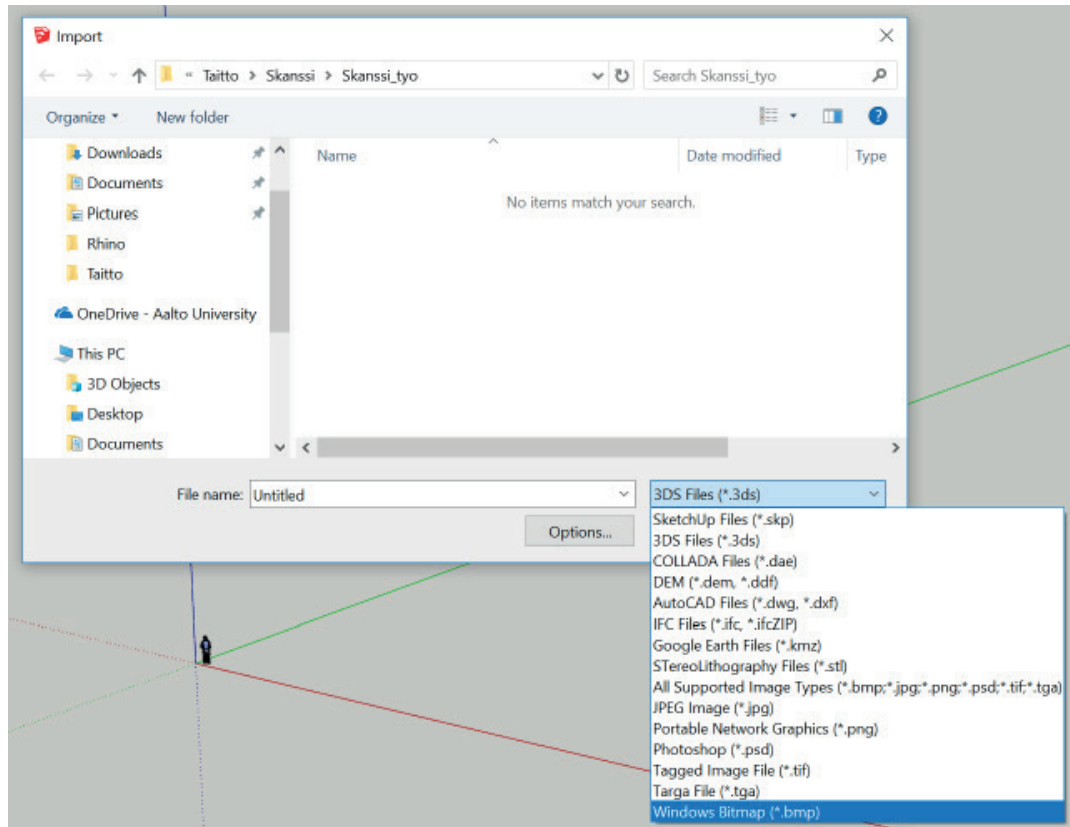 Import
« Taitto > Skanssi > Skanssi_tyo
Search Skanssi_tyo
Organize
New folder
Downloads
Documents
Pictures
Rhino
Taitto
OneDrive - Aalto University
This PC
3D Objects
Desktop
Documents
Name
Date modified
Type
No items match your search.
File name: Untitled
3DS Files (*.3ds)
Options...
SketchUp Files (*.skp)
3DS Files (*.3ds)
COLLADA Files (*.dae)
DEM (*.dem, *.ddf)
AutoCAD Files (*.dwg, *.dxf)
IFC Files (*.ifc, *.ifcZIP)
Google Earth Files (*.kmz)
STereoLithography Files (*.stl)
All Supported Image Types (*.bmp;*.jpg;*.png;*.psd;*.tif;*.tga)
JPEG Image (*.jpg)
Portable Network Graphics (*.png)
Photoshop (*.psd)
Tagged Image File (*.tif)
Targa File (*.tga)
Windows Bitmap (*.bmp)